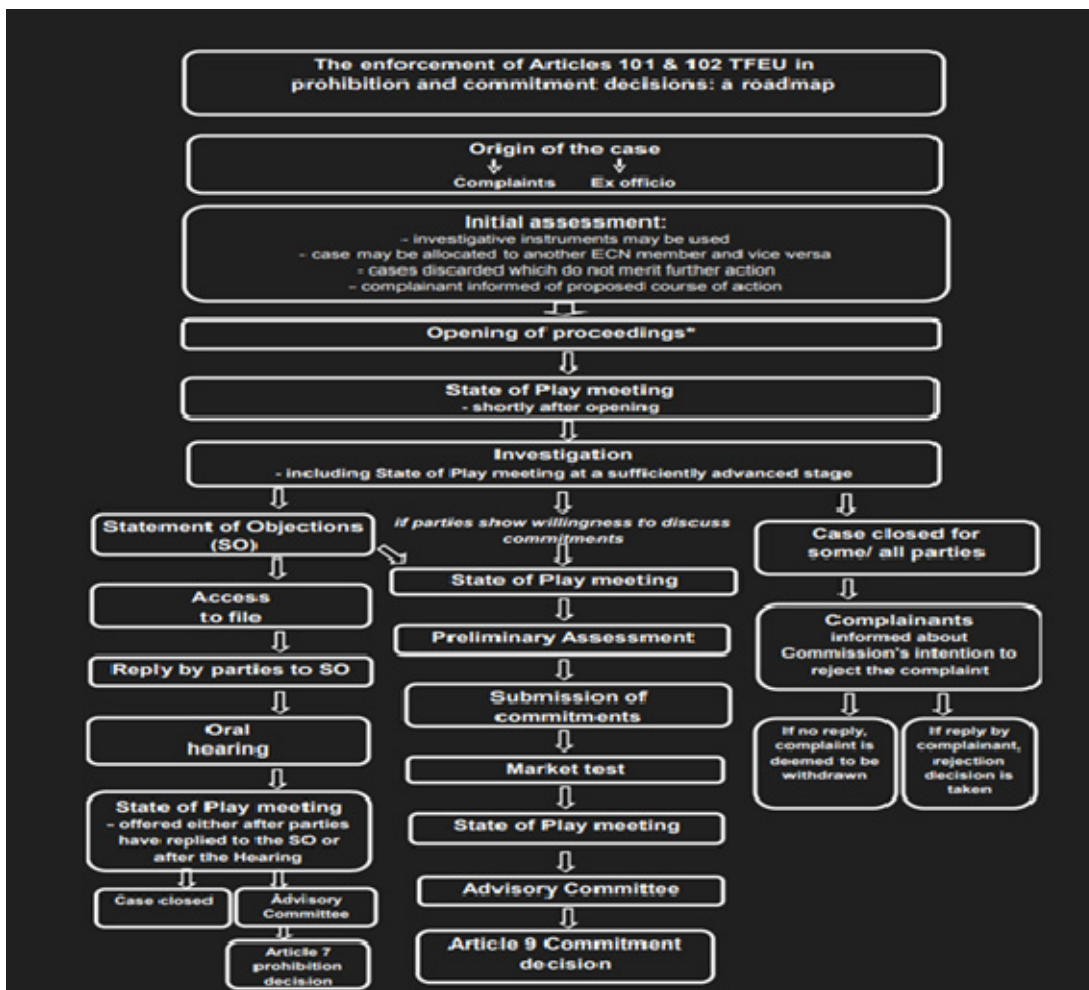 The enforcement of Articles 101 & 102 TFEU in
prohibition and commitment decisions: a roadmap
Origin of the case
Complaints Ex officio
Initial assessment:
- investigative instruments may be used
- case may be allocated to another ECN member and vice versa
- cases discarded which do not merit further action
- complainant informed of proposed course of action
Opening of proceedings*
State of Play meeting
- shortly after opening
Investigation
- including State of Play meeting at a sufficiently advanced stage
Statement of Objections
(SO)
Access
to file
Reply by parties to SO
Oral
hearing
State of Play meeting
- offered either after parties
have replied to the SO or
after the Hearing
Case closed
Advisory
Committee
Article 7
prohibition
decision
if parties show willingness to discuss
commitments
State of Play meeting
Preliminary Assessment
Submission of
commitments
Market test
State of Play meeting
Advisory Committee
Article 9 Commitment
decision
Case closed for
some/ all parties
Complainants
informed about
Commission's intention to
reject the complaint
If no reply,
complaint is
deemed to be
withdrawn
If reply by
complainant,
rejection
decision is
taken